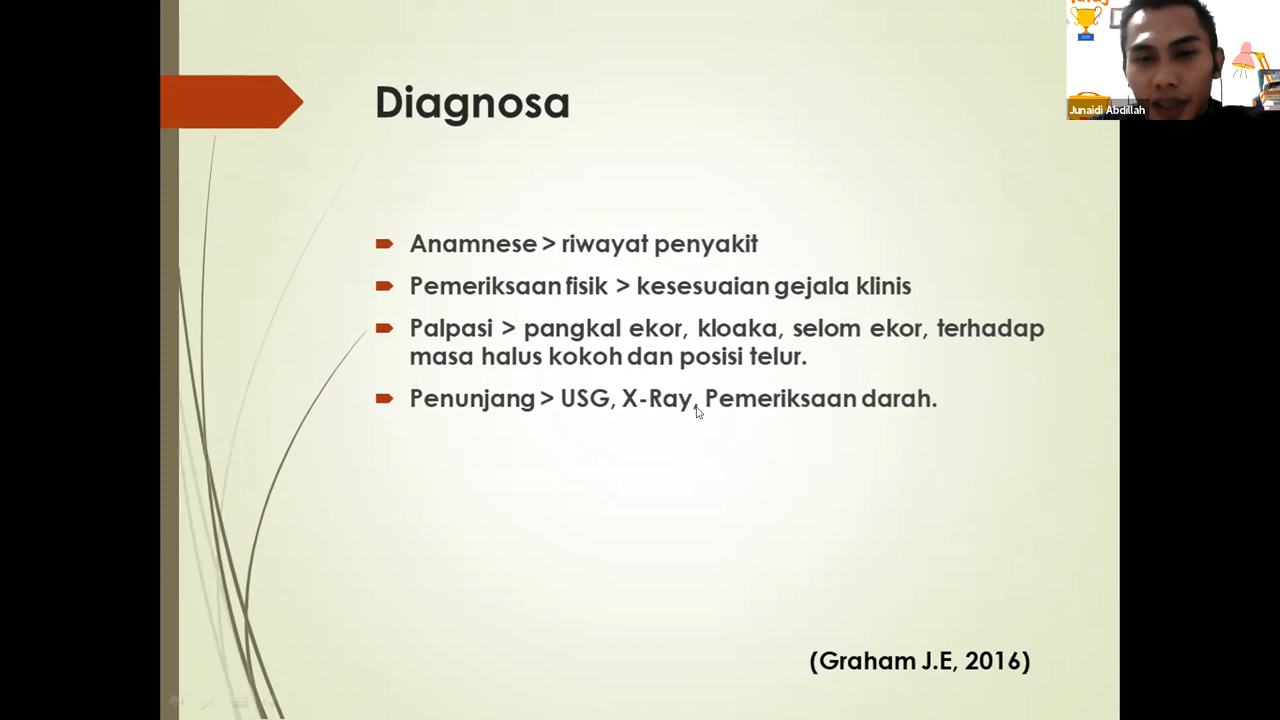 Diagnosa
Junaidi Abdillah
Anamnese > riwayat penyakit
Pemeriksaan fisik > kesesuaian gejala klinis
Palpasi > pangkal ekor, kloaka, selom ekor, terhadap
masa halus kokoh dan posisi telur.
Penunjang > USG, X-Ray, Pemeriksaan darah.
(Graham J.E, 2016)